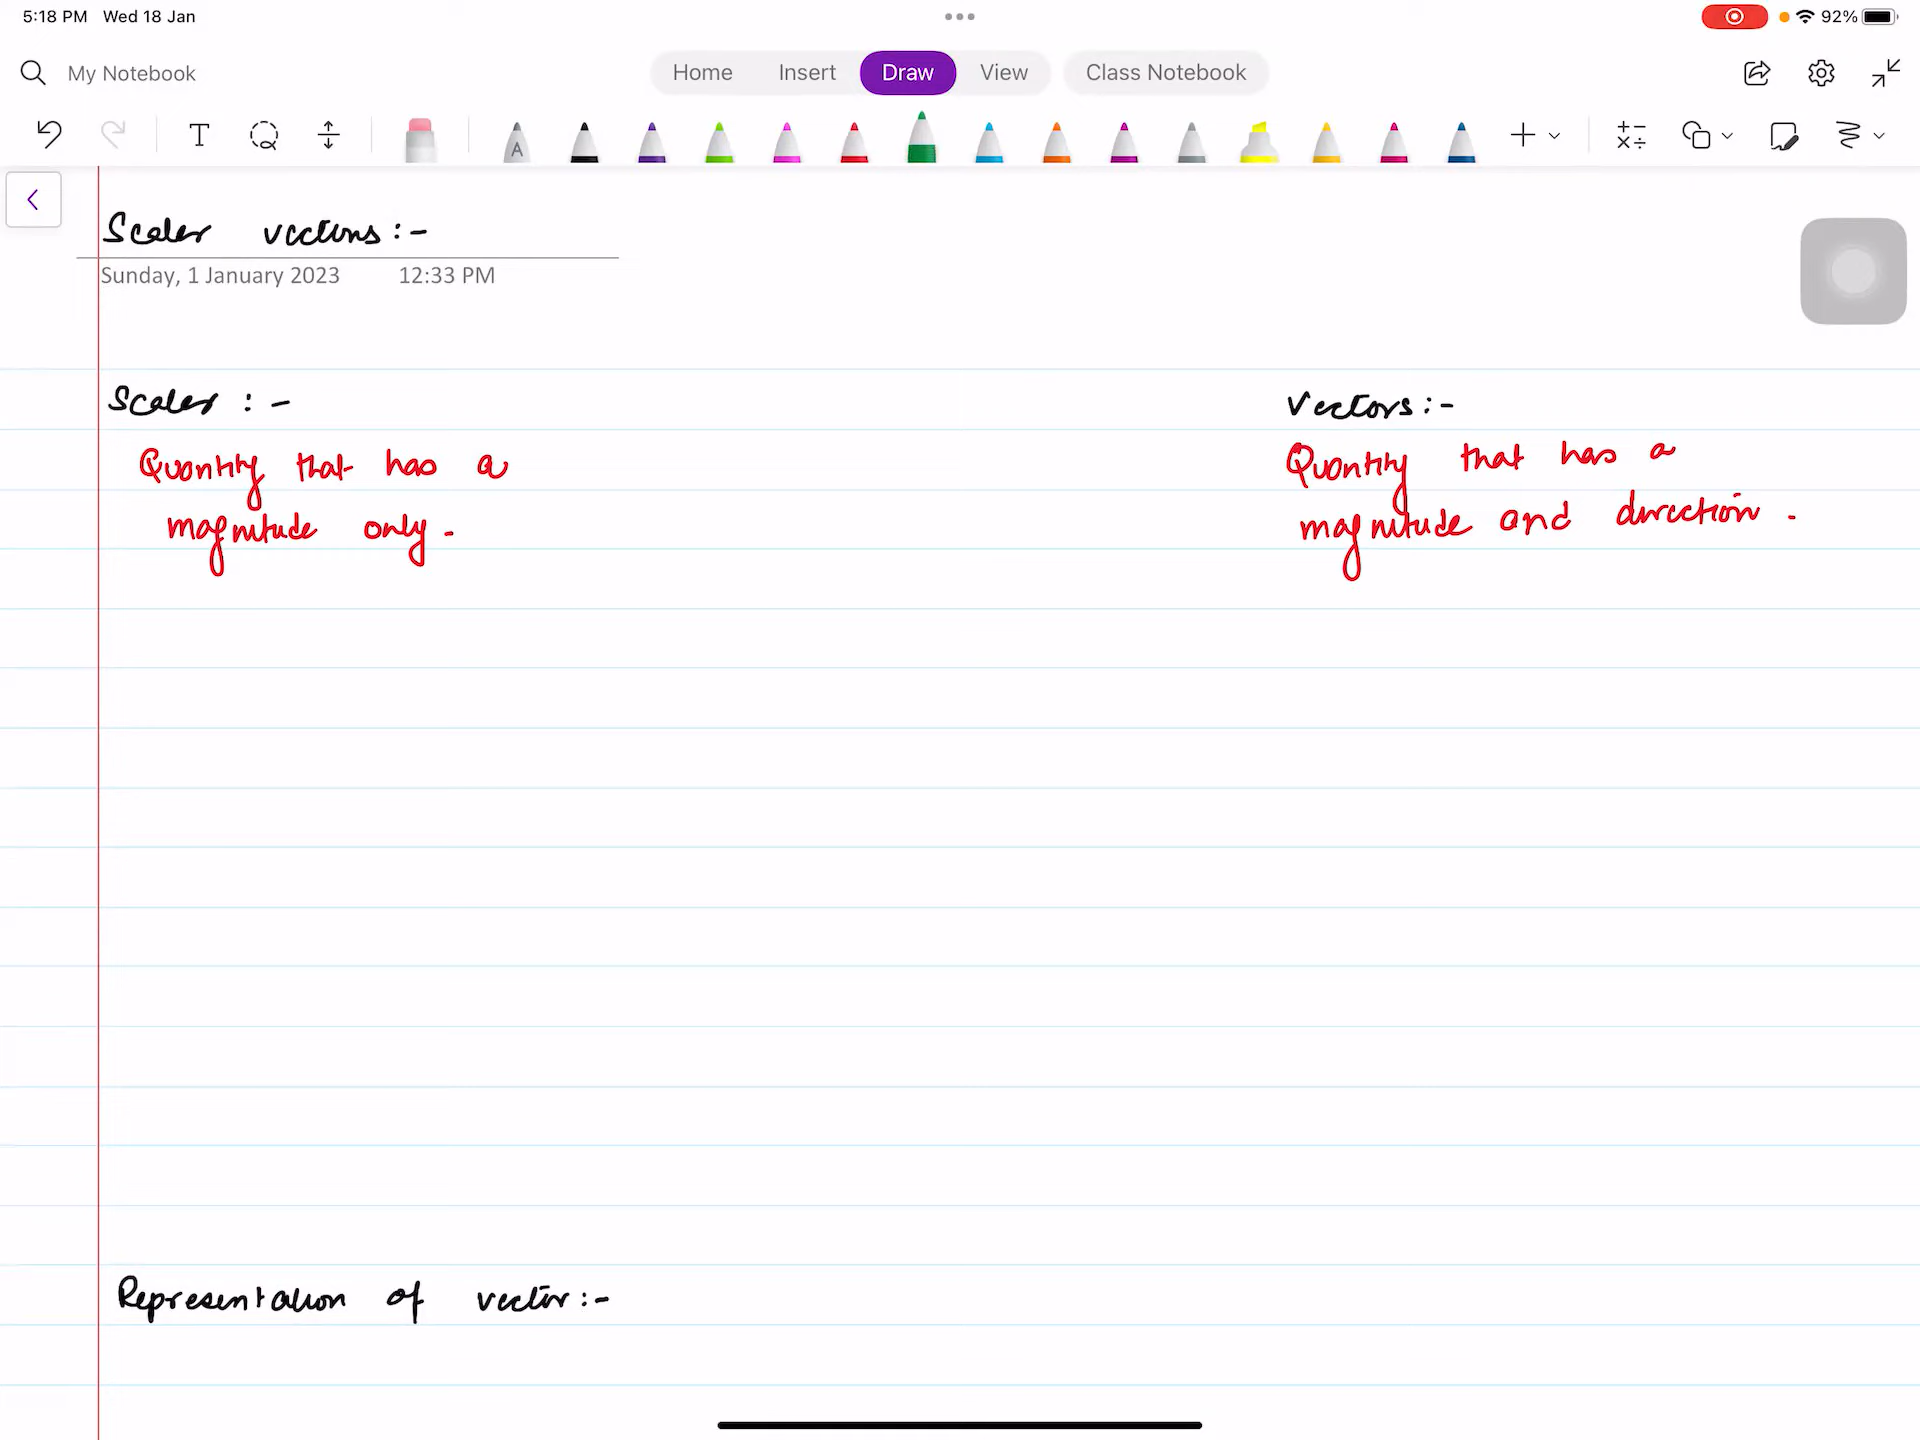 5:18 PM Wed 18 Jan
92%
My Notebook
Home Insert Draw View Class Notebook
T
A
Scaler vectors :-
Sunday, 1 January 2023 12:33 PM
Scaler :-
Quantity that has a
magnitude only.
Vectors :-
Quantity that has a
magnitude and direction.
Representation of vector :-